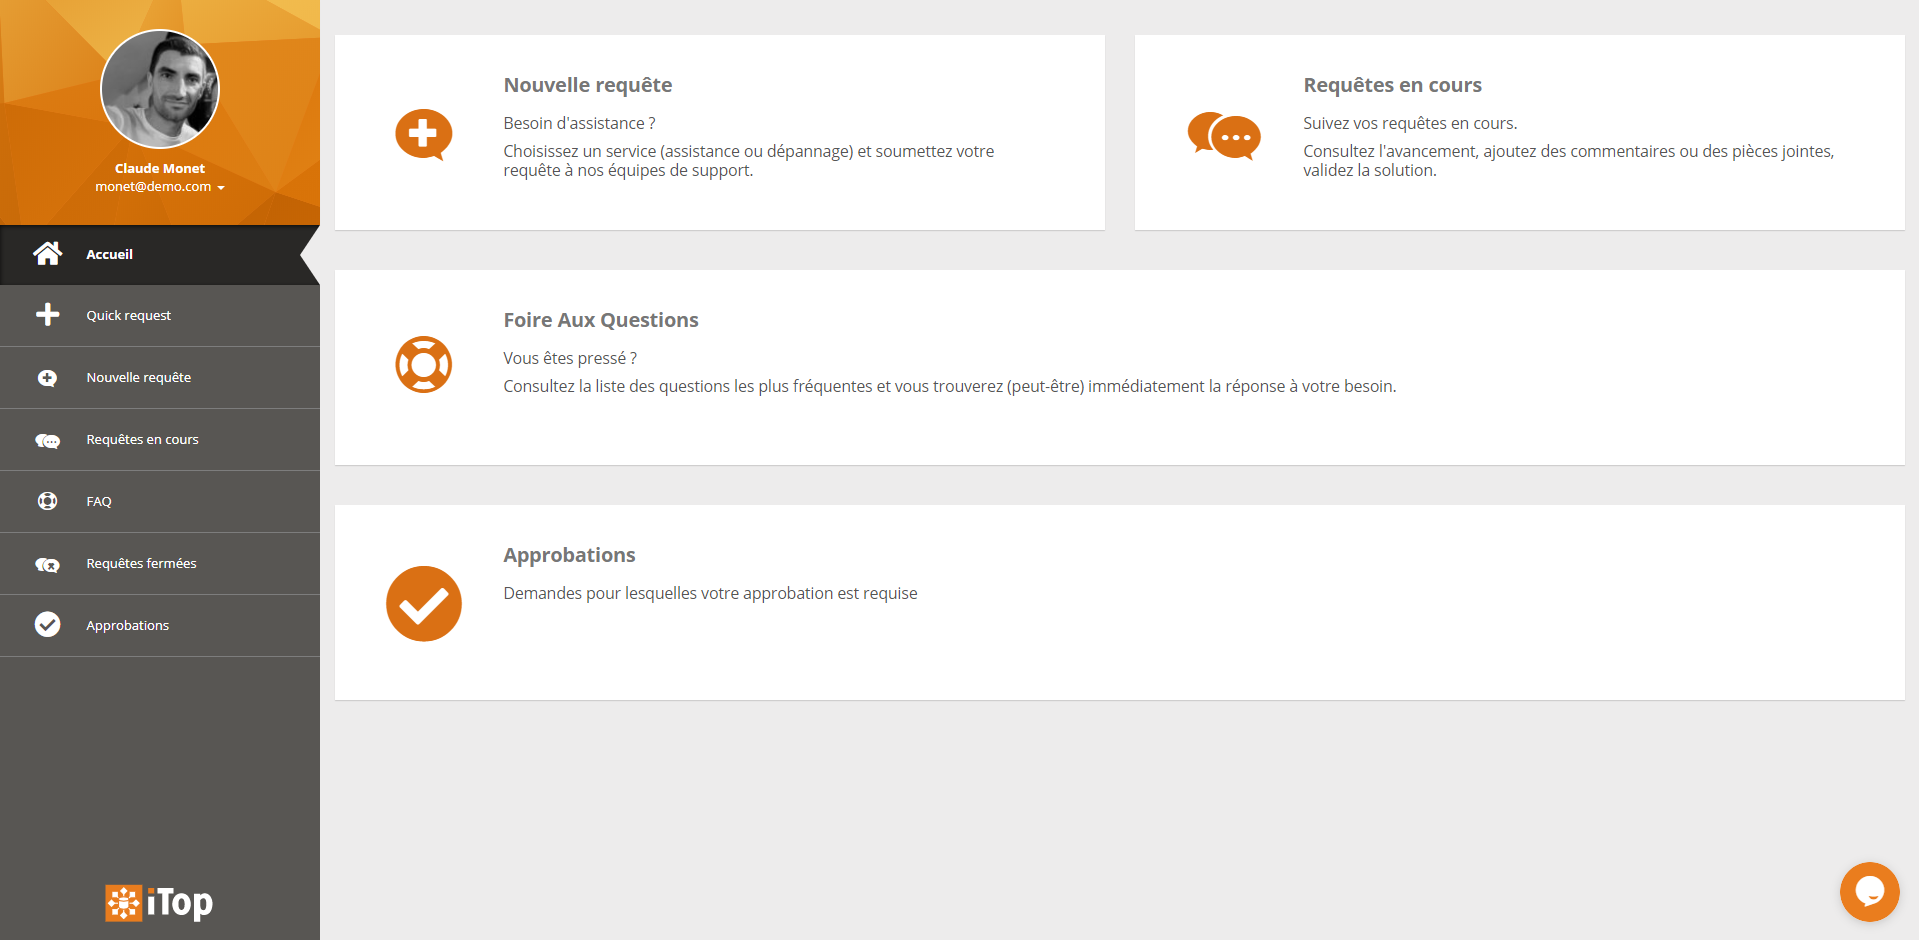 Claude Monet
monet@demo.com
Accueil
Quick request
Nouvelle requête
Requêtes en cours
FAQ
Requêtes fermées
Approbations
iTop
Nouvelle requête
Besoin d'assistance ?
Choisissez un service (assistance ou dépannage) et soumettez votre
requête à nos équipes de support.
Requêtes en cours
Suivez vos requêtes en cours.
Consultez l'avancement, ajoutez des commentaires ou des pièces jointes,
validez la solution.
Foire Aux Questions
Vous êtes pressé ?
Consultez la liste des questions les plus fréquentes et vous trouverez (peut-être) immédiatement la réponse à votre besoin.
Approbations
Demandes pour lesquelles votre approbation est requise